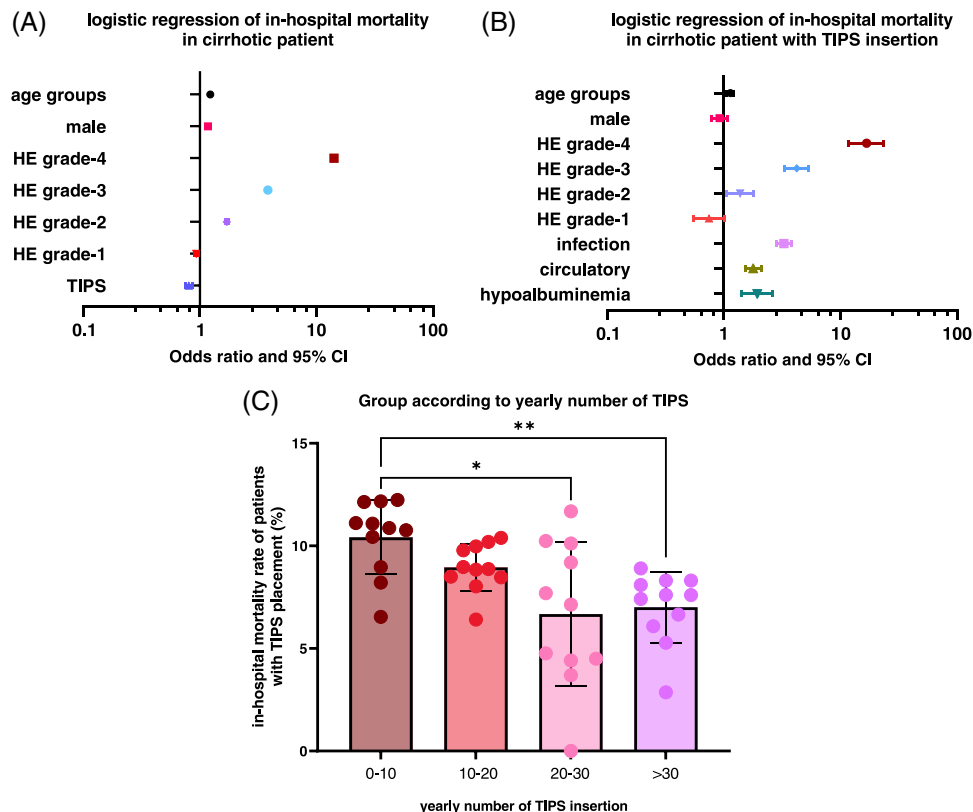 (A)
logistic regression of in-hospital mortality
in cirrhotic patient
age groups
male
HE grade-4
HE grade-3
HE grade-2
HE grade-1
TIPS
0.1 1 10 100
Odds ratio and 95% CI
(B)
logistic regression of in-hospital mortality
in cirrhotic patient with TIPS insertion
age groups
male
HE grade-4
HE grade-3
HE grade-2
HE grade-1
infection
circulatory
hypoalbuminemia
0.1 1 10 100
Odds ratio and 95% CI
(C)
Group according to yearly number of TIPS
**
*
in-hospital mortality rate of patients
with TIPS placement (%)
15
10
5
0
0-10 10-20 20-30 >30
yearly number of TIPS insertion